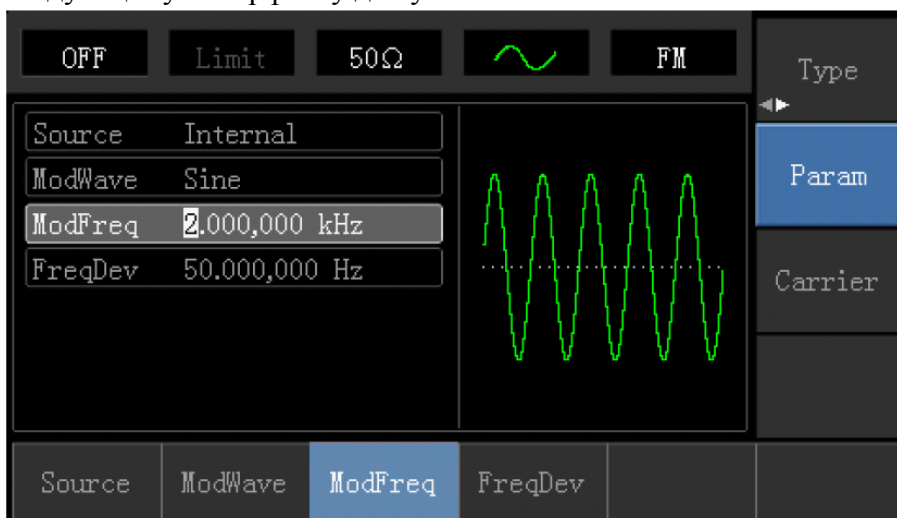 OFF Limit 50Ω FM
Type
Source Internal
ModWave Sine
ModFreq 2.000,000 kHz
FreqDev 50.000,000 Hz
Param
Carrier
Source ModWave ModFreq FreqDev